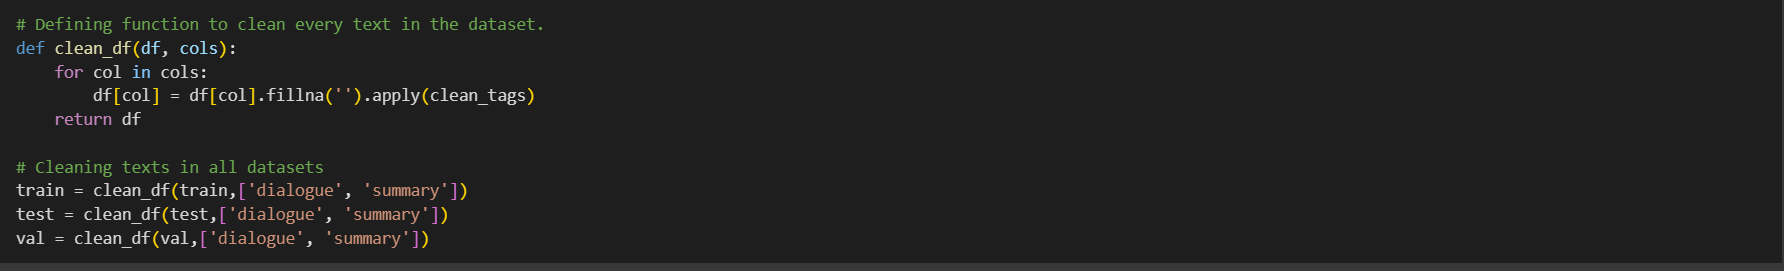 # Defining function to clean every text in the dataset.
def clean_df(df, cols):
    for col in cols:
        df[col] = df[col].fillna('').apply(clean_tags)
    return df

# Cleaning texts in all datasets
train = clean_df(train,['dialogue', 'summary'])
test = clean_df(test,['dialogue', 'summary'])
val = clean_df(val,['dialogue', 'summary'])